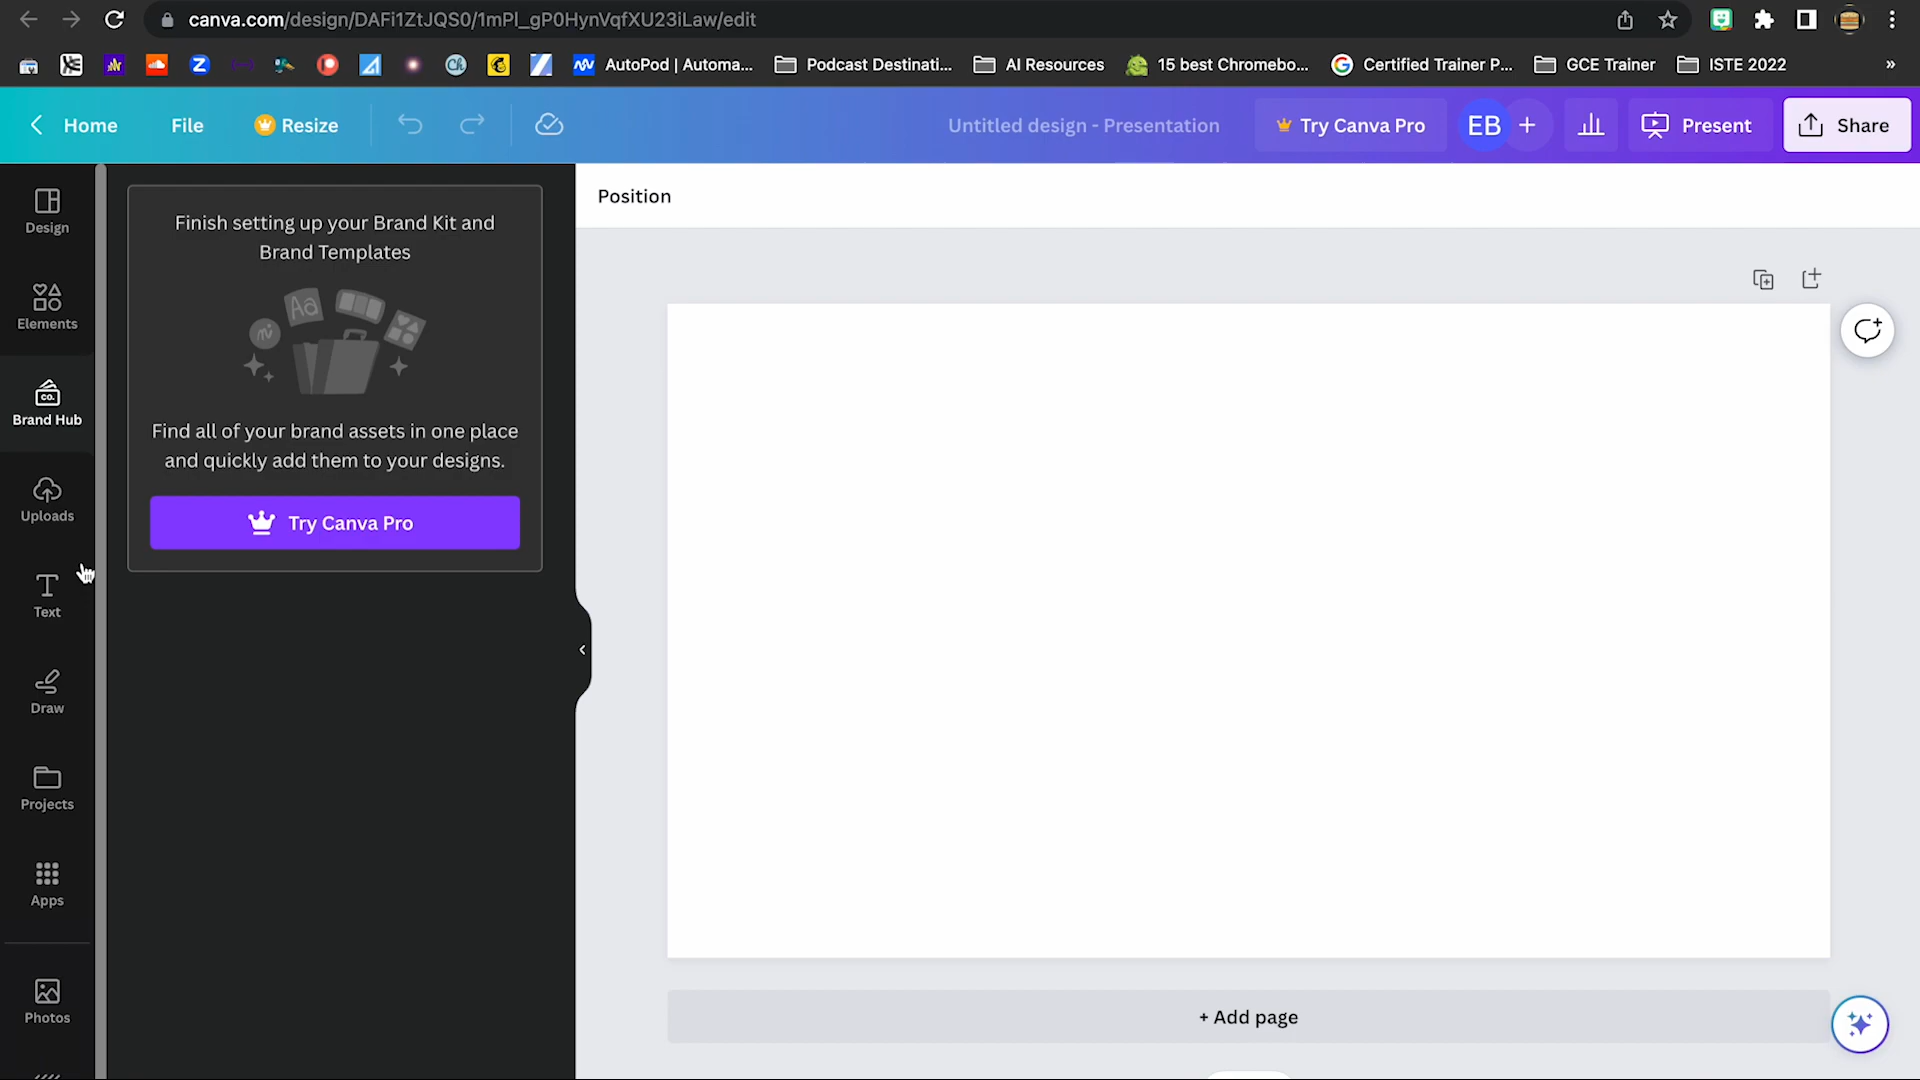 canva.com/design/DAFi1ZtJQS0/1mPl_gP0HynVqfXU23iLaw/edit
AutoPod | Automa... Podcast Destinati... AI Resources 15 best Chromebo... Certified Trainer P... GCE Trainer ISTE 2022 »
Home File Resize Untitled design - Presentation Try Canva Pro EB + Present Share
Design
Elements
CO.
Brand Hub
Uploads
Text
Draw
Projects
Apps
Photos
Finish setting up your Brand Kit and
Brand Templates
Aa
Find all of your brand assets in one place
and quickly add them to your designs.
Try Canva Pro
Position
+ Add page